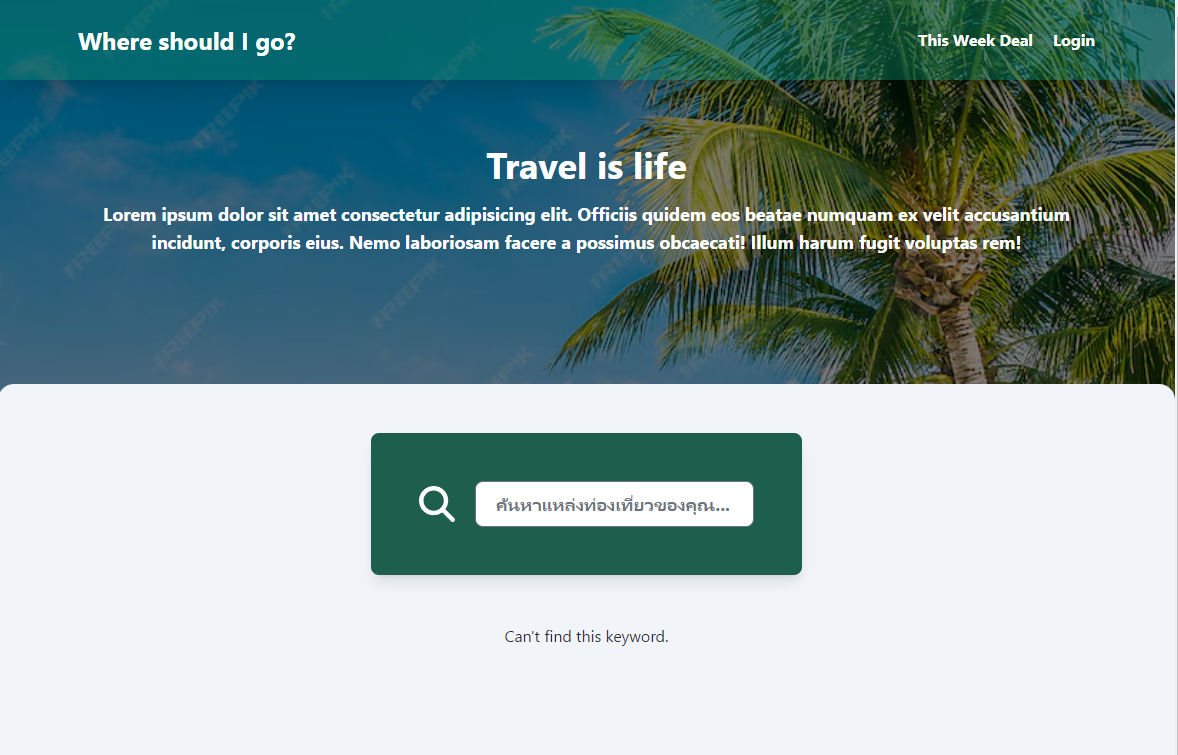 Where should I go?
This Week Deal
Login
Travel is life
Lorem ipsum dolor sit amet consectetur adipisicing elit. Officiis quidem eos beatae numquam ex velit accusantium
incidunt, corporis eius. Nemo laboriosam facere a possimus obcaecati! Illum harum fugit voluptas rem!
FREEPIK
ค้นหาแหล่งท่องเที่ยวของคุณ...
Can't find this keyword.